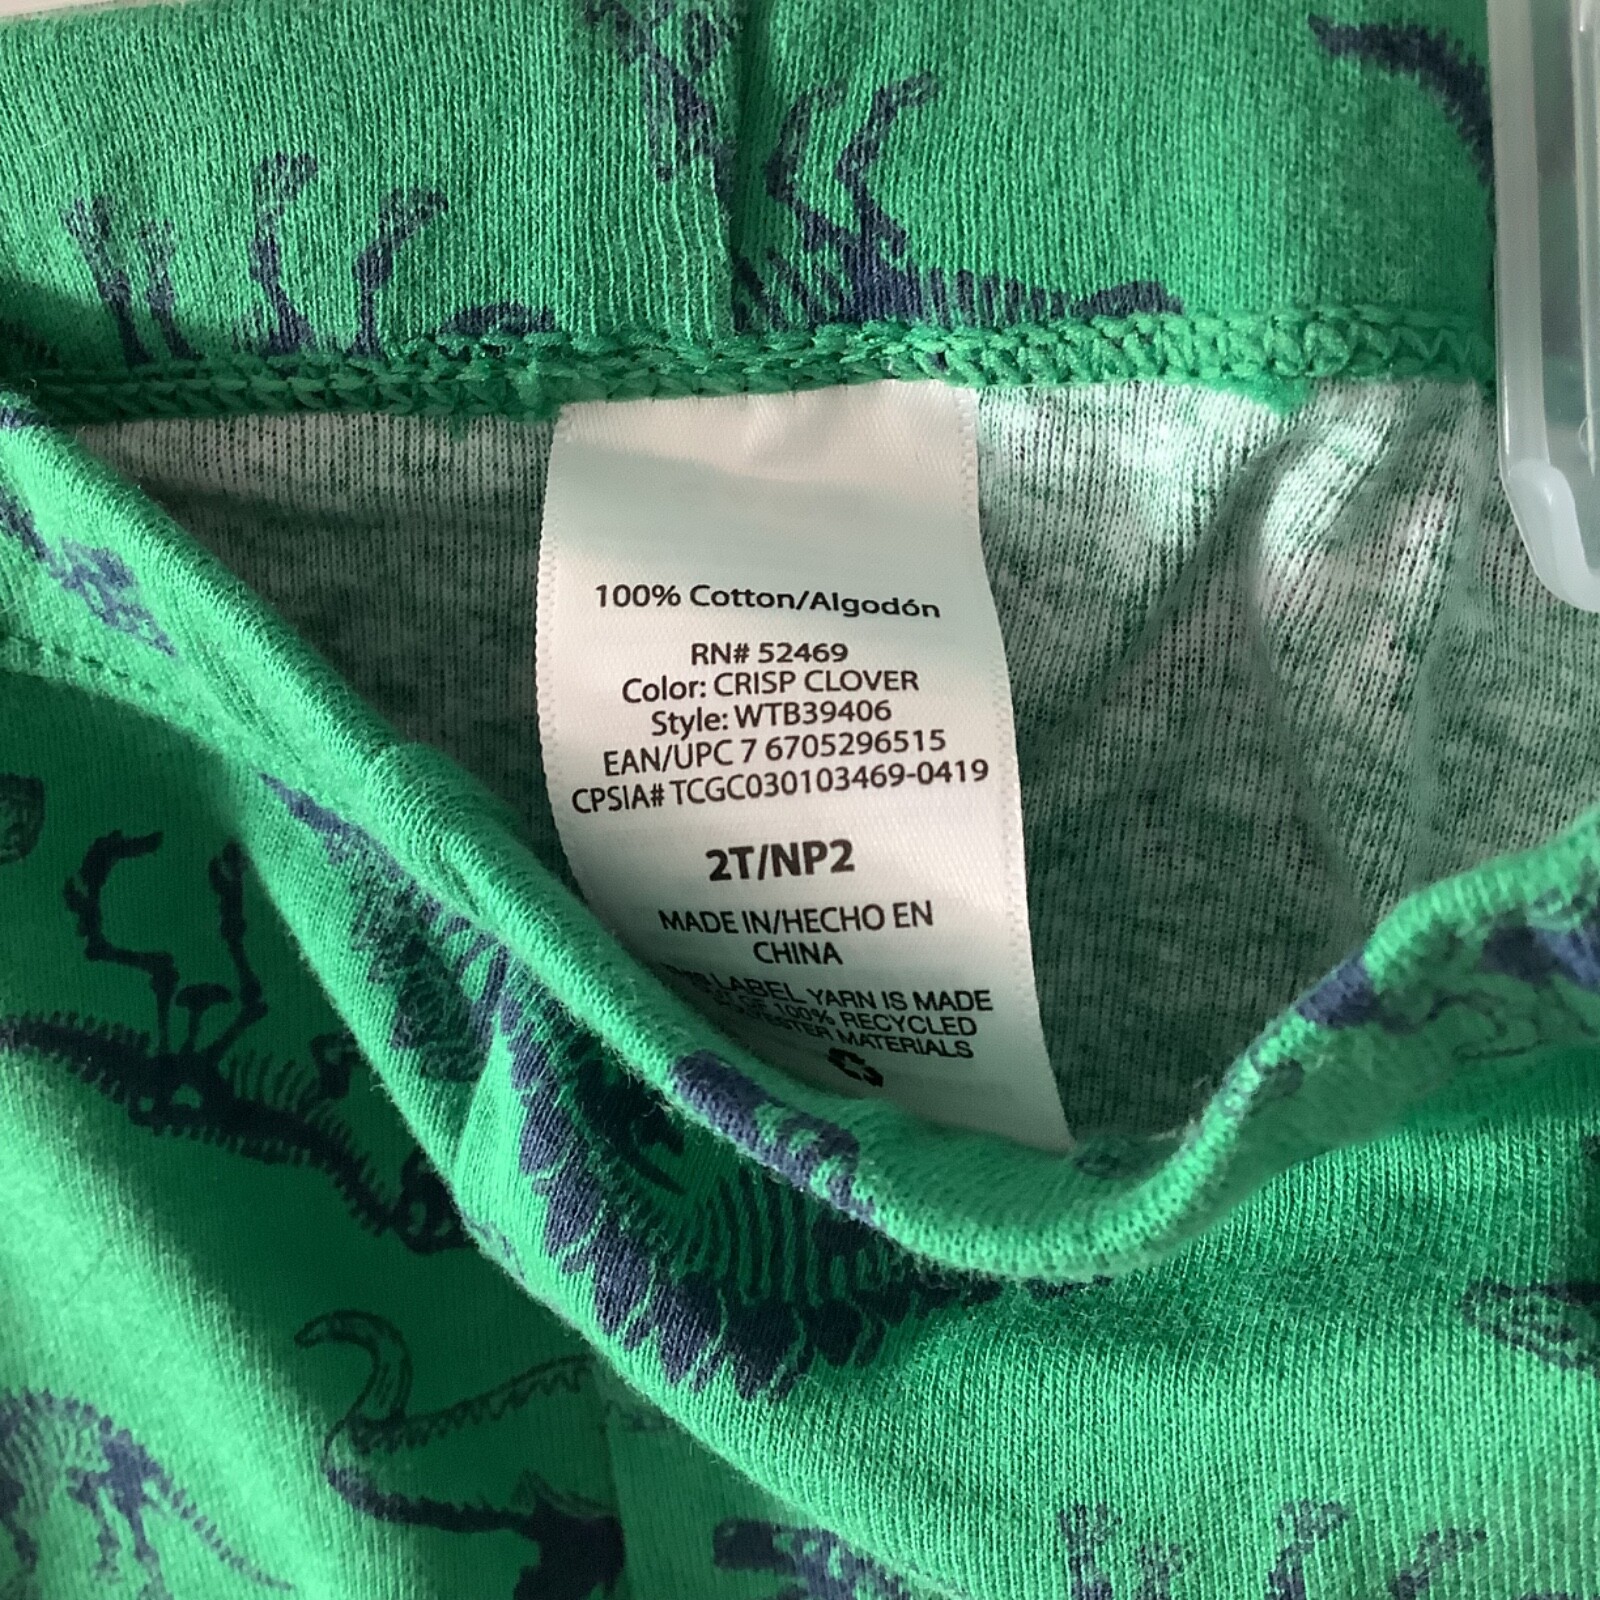 100% Cotton/Algodón
RN# 52469
Color: CRISP CLOVER
Style: WTB39406
EAN/UPC 7 6705296515
CPSIA# TCGC030103469-0419
2T/NP2
MADE IN/HECHO EN
CHINA
LABEL YARN IS MADE
OF 100% RECYCLED
POLYESTER MATERIALS